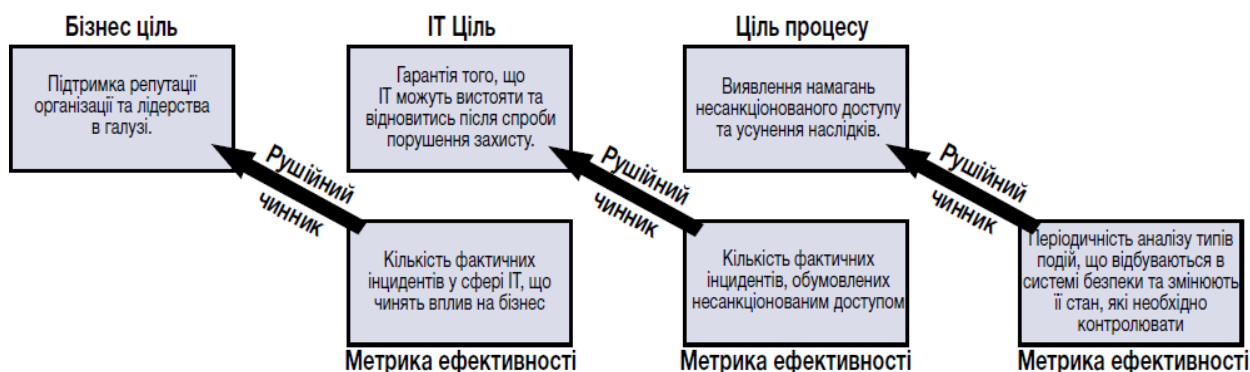 Бізнес ціль
ІТ Ціль
Ціль процесу
Підтримка репутації
організації та лідерства
в галузі.
Гарантія того, що
ІТ можуть вистояти та
відновитись після спроби
порушення захисту.
Виявлення намагань
несанкціонованого доступу
та усунення наслідків.
Рушійний
чинник
Рушійний
чинник
Рушійний
чинник
Кількість фактичних
інцидентів у сфері ІТ, що
чинять вплив на бізнес
Кількість фактичних
інцидентів, обумовлених
несанкціонованим доступом
Періодичність аналізу типів
подій, що відбуваються в
системі безпеки та змінюють
її стан, які необхідно
контролювати
Метрика ефективності
Метрика ефективності
Метрика ефективності